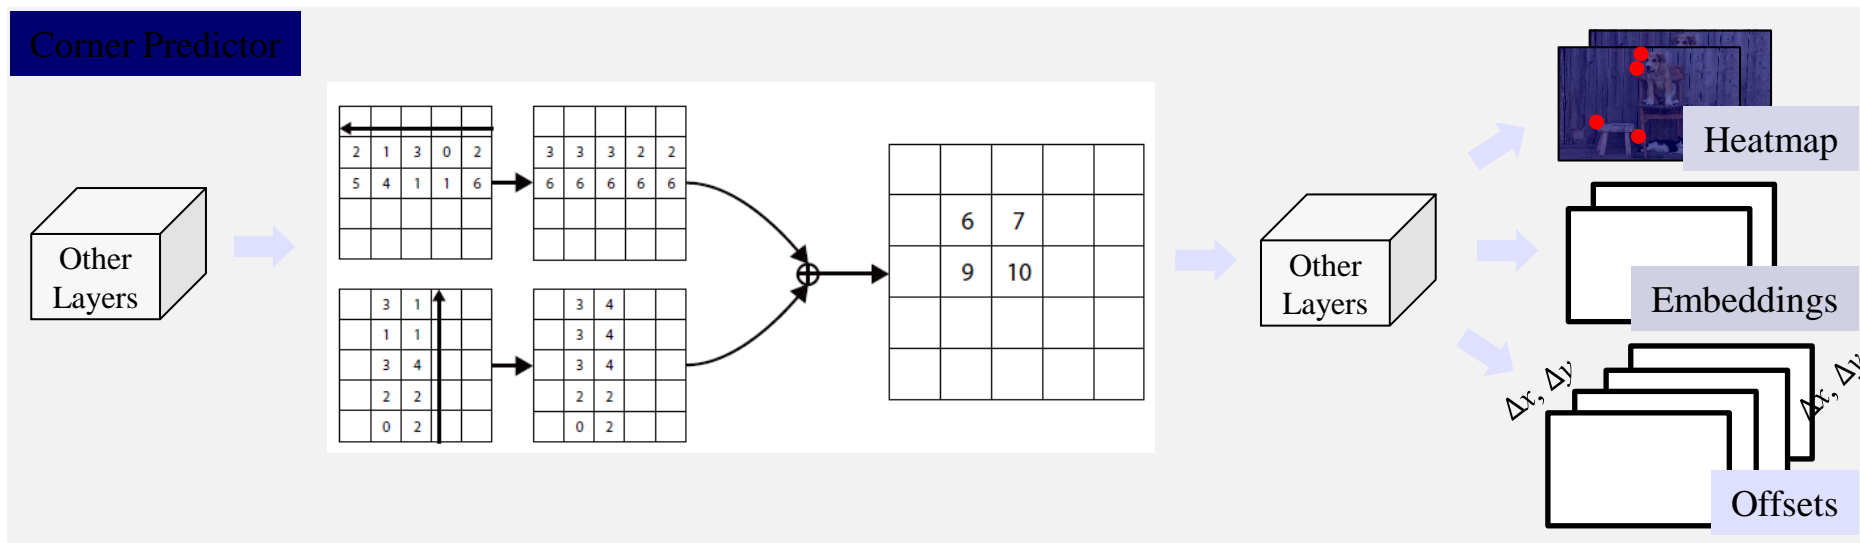 Corner Predictor
Other
Layers
2 1 3 0 2
5 4 1 1 6
3 3 3 2 2
6 6 6 6 6
3 1
1 1
3 4
2 2
0 2
3 4
3 4
3 4
2 2
0 2
6 7
9 10
Other
Layers
Heatmap
Embeddings
Δx, Δy
Δx, Δy
Offsets